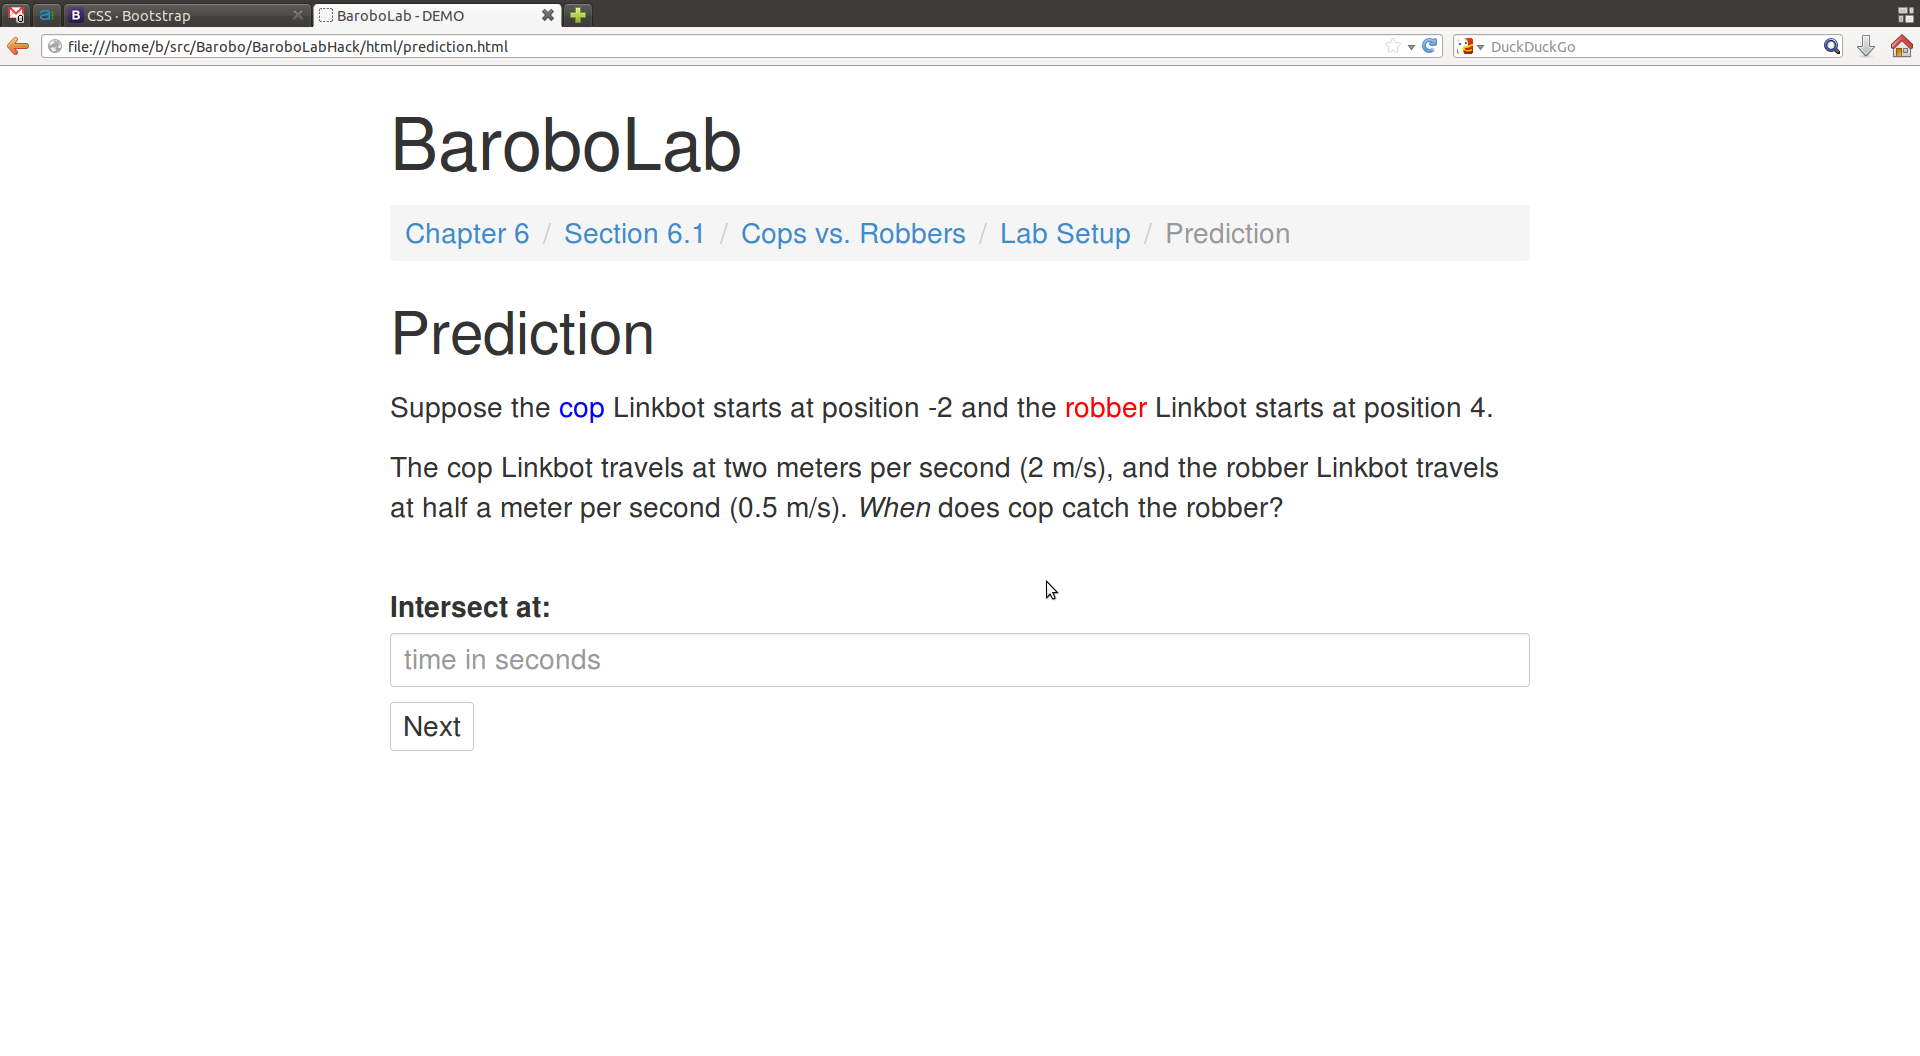 CSS · Bootstrap
BaroboLab - DEMO
file:///home/b/src/Barobo/BaroboLabHack/html/prediction.html
DuckDuckGo
BaroboLab
Chapter 6 / Section 6.1 / Cops vs. Robbers / Lab Setup / Prediction
Prediction
Suppose the cop Linkbot starts at position -2 and the robber Linkbot starts at position 4.
The cop Linkbot travels at two meters per second (2 m/s), and the robber Linkbot travels
at half a meter per second (0.5 m/s). When does cop catch the robber?
Intersect at:
time in seconds
Next